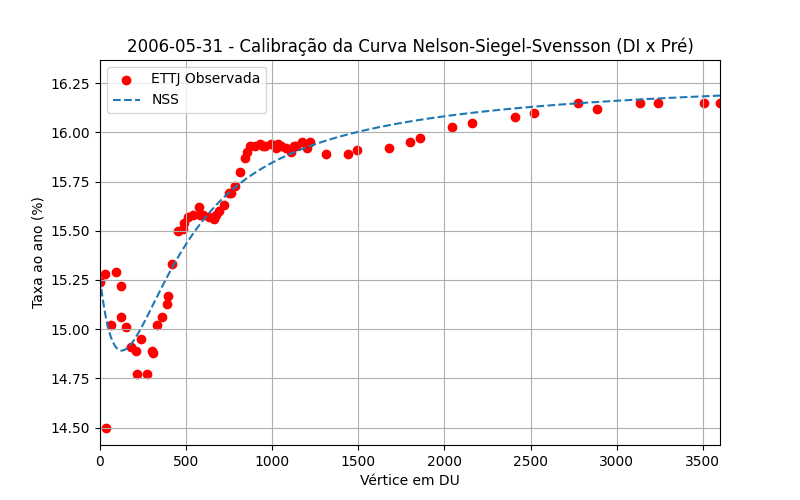 2006-05-31 - Calibração da Curva Nelson-Siegel-Svensson (DI x Pré)
ETTJ Observada
NSS
Taxa ao ano (%)
16.25
16.00
15.75
15.50
15.25
15.00
14.75
14.50
0 500 1000 1500 2000 2500 3000 3500
Vértice em DU